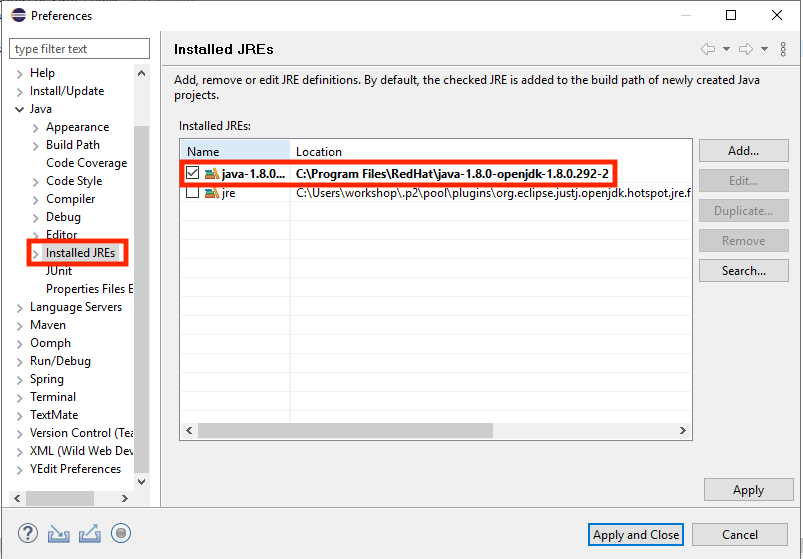 Preferences
type filter text
Help
Install/Update
Java
Appearance
Build Path
Code Coverage
Code Style
Compiler
Debug
Editor
Installed JREs
JUnit
Properties Files E
Language Servers
Maven
Oomph
Run/Debug
Spring
Terminal
TextMate
Version Control (Tea
XML (Wild Web Dev
YEdit Preferences
Installed JREs
Add, remove or edit JRE definitions. By default, the checked JRE is added to the build path of newly created Java
projects.
Installed JREs:
Name Location
java-1.8.0... C:\Program Files\RedHat\java-1.8.0-openjdk-1.8.0.292-2
jre C:\Users\workshop\.p2\pool\plugins\org.eclipse.justj.openjdk.hotspot.jre.f
Add...
Edit...
Duplicate...
Remove
Search...
Apply
Apply and Close
Cancel